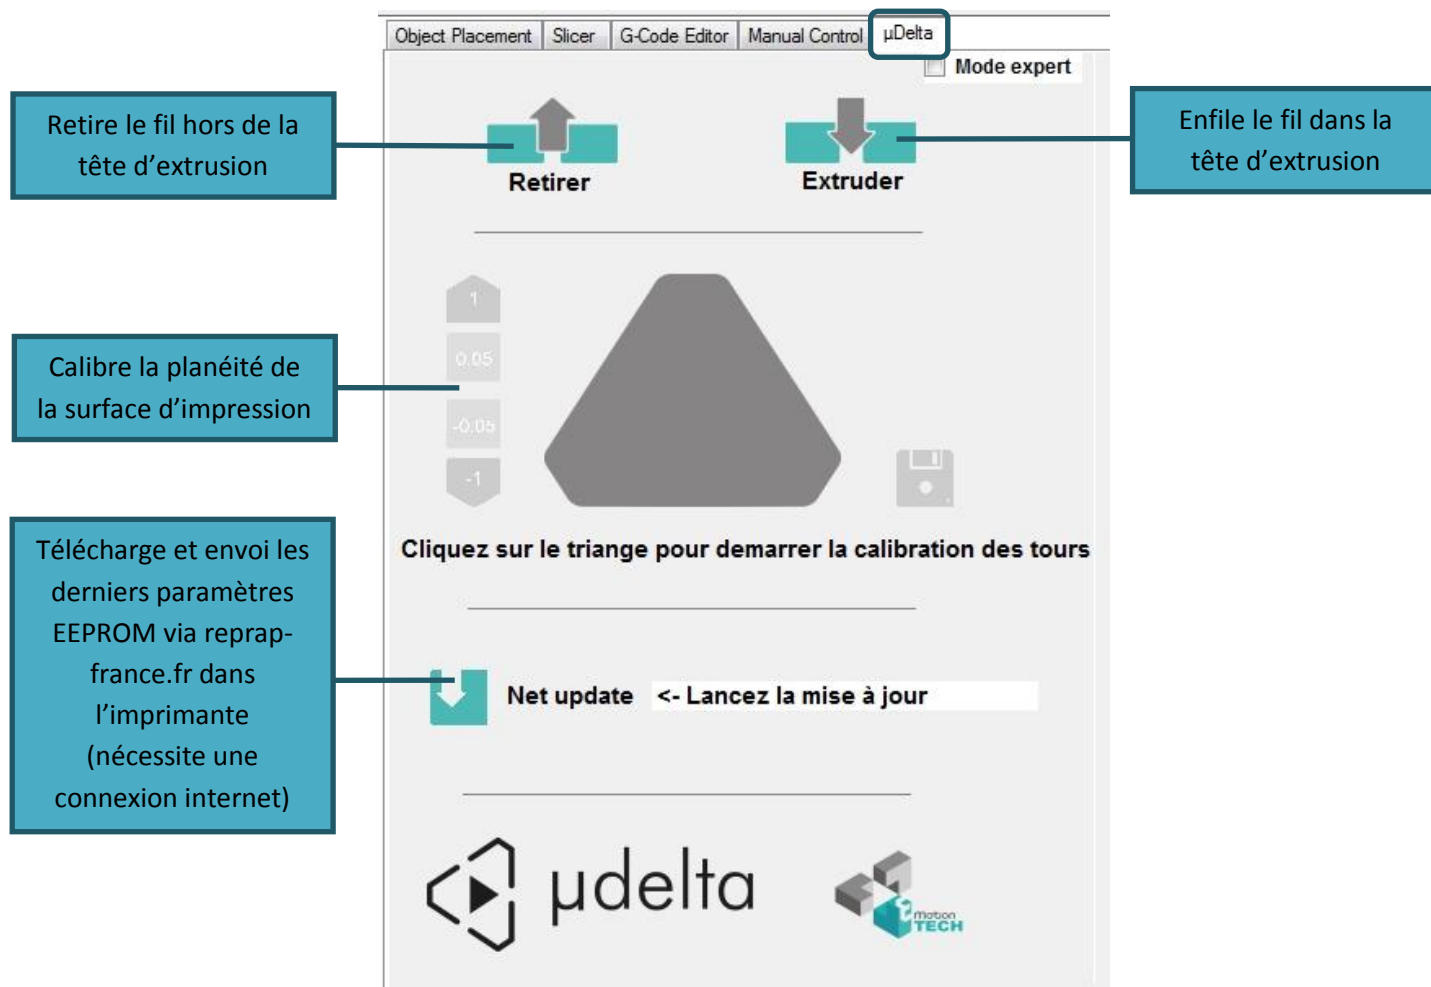 Object Placement
Slicer
G-Code Editor
Manual Control
µDelta
Mode expert
Retire le fil hors de la
tête d’extrusion
Retirer
Extruder
Enfile le fil dans la
tête d’extrusion
1
0.05
-0.05
-1
Calibre la planéité de
la surface d’impression
Cliquez sur le triange pour demarrer la calibration des tours
Télécharge et envoi les
derniers paramètres
EEPROM via reprap-
france.fr dans
l’imprimante
(nécessite une
connexion internet)
Net update
<- Lancez la mise à jour
µdelta
eMotion
TECH